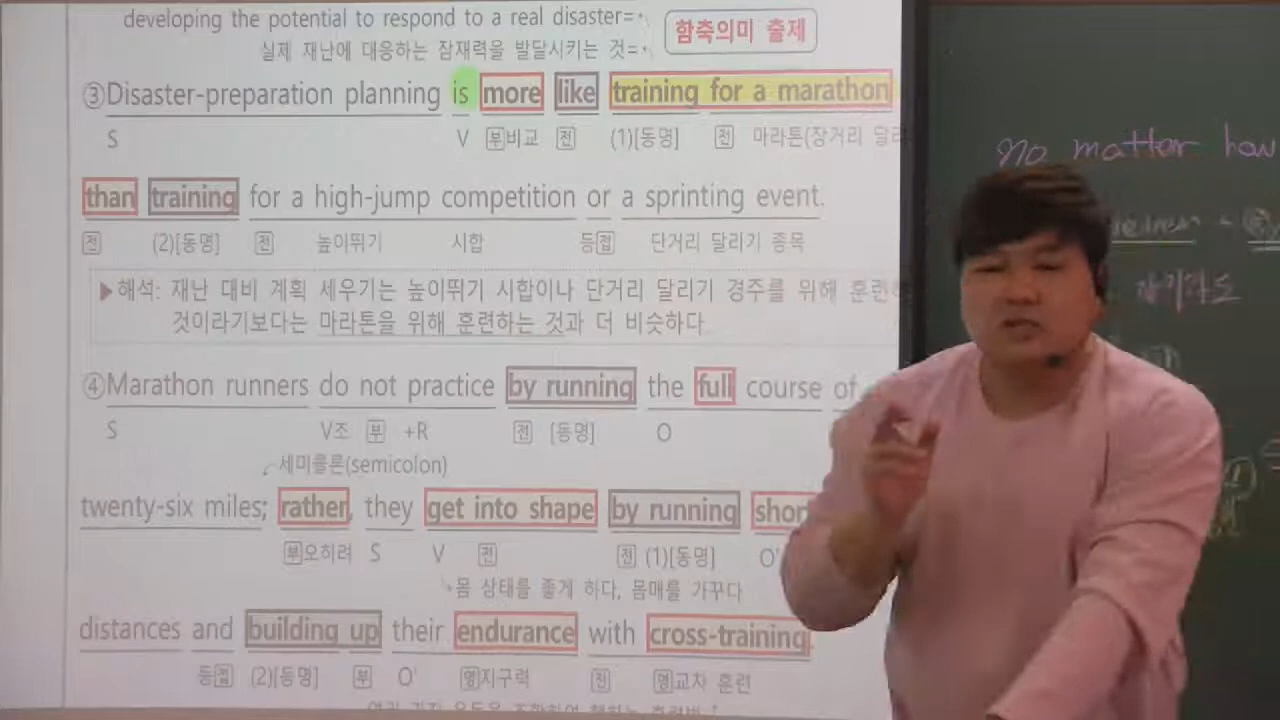 developing the potential to respond to a real disaster=
함축의미 출제
실제 재난에 대응하는 잠재력을 발달시키는 것=
③Disaster-preparation planning is more like training for a marathon
S V 부비교 전 (1)[동명] 전 마라톤(장거리 달리
than training for a high-jump competition or a sprinting event.
전 (2)[동명] 전 높이뛰기 시합 등접 단거리 달리기 종목
▶해석: 재난 대비 계획 세우기는 높이뛰기 시합이나 단거리 달리기 경주를 위해 훈련하
것이라기보다는 마라톤을 위해 훈련하는 것과 더 비슷하다
④Marathon runners do not practice by running the full course of
S V조 부 +R 전 [동명] O
세미콜론(semicolon)
twenty-six miles; rather, they get into shape by running shor
부오히려 S V 전 전 (1)[동명] O'
몸 상태를 좋게 하다, 몸매를 가꾸다
distances and building up their endurance with cross-training.
등접 (2)[동명] 부 O' 명지구력 전 명교차 훈련
no matter how